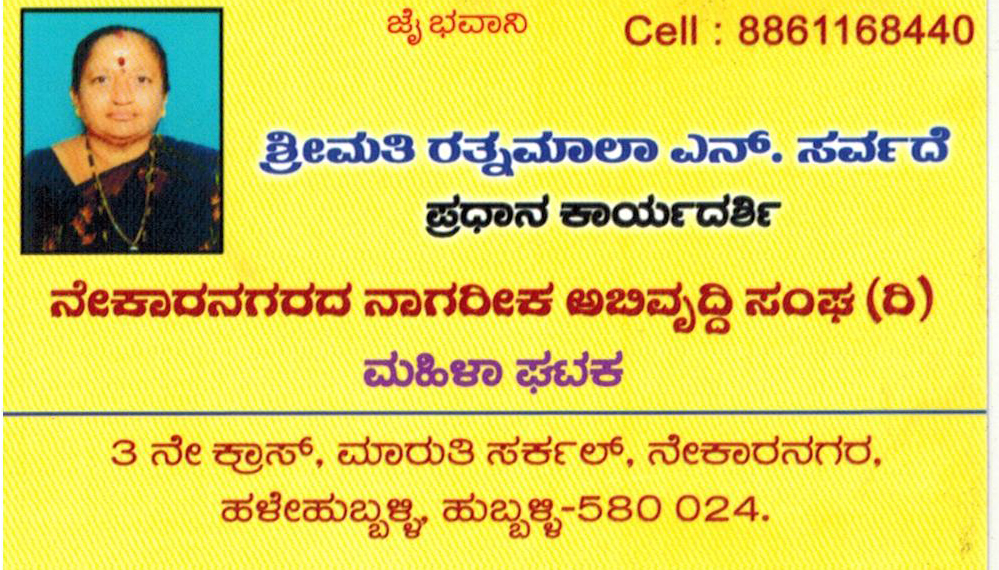 ಜೈ ಭವಾನಿ
Cell : 8861168440
ಶ್ರೀಮತಿ ರತ್ನಮಾಲಾ ಎನ್. ಸರ್ವದೆ
ಪ್ರಧಾನ ಕಾರ್ಯದರ್ಶಿ
ನೇಕಾರನಗರದ ನಾಗರೀಕ ಅಬಿವೃದ್ದಿ ಸಂಘ (ರಿ)
ಮಹಿಳಾ ಘಟಕ
3 ನೇ ಕ್ರಾಸ್, ಮಾರುತಿ ಸರ್ಕಲ್, ನೇಕಾರನಗರ,
ಹಳೇಹುಬ್ಬಳ್ಳಿ, ಹುಬ್ಬಳ್ಳಿ-580 024.